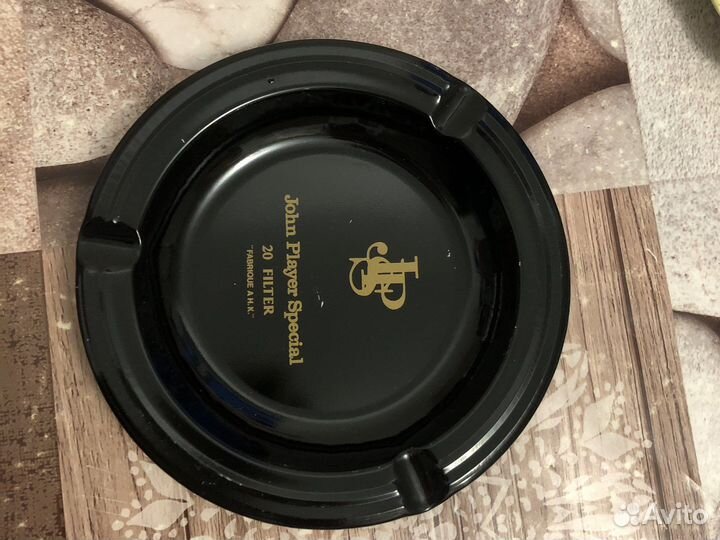 JPS
John Player Special
20 FILTER
"FABRIQUE A H.K."
Avito